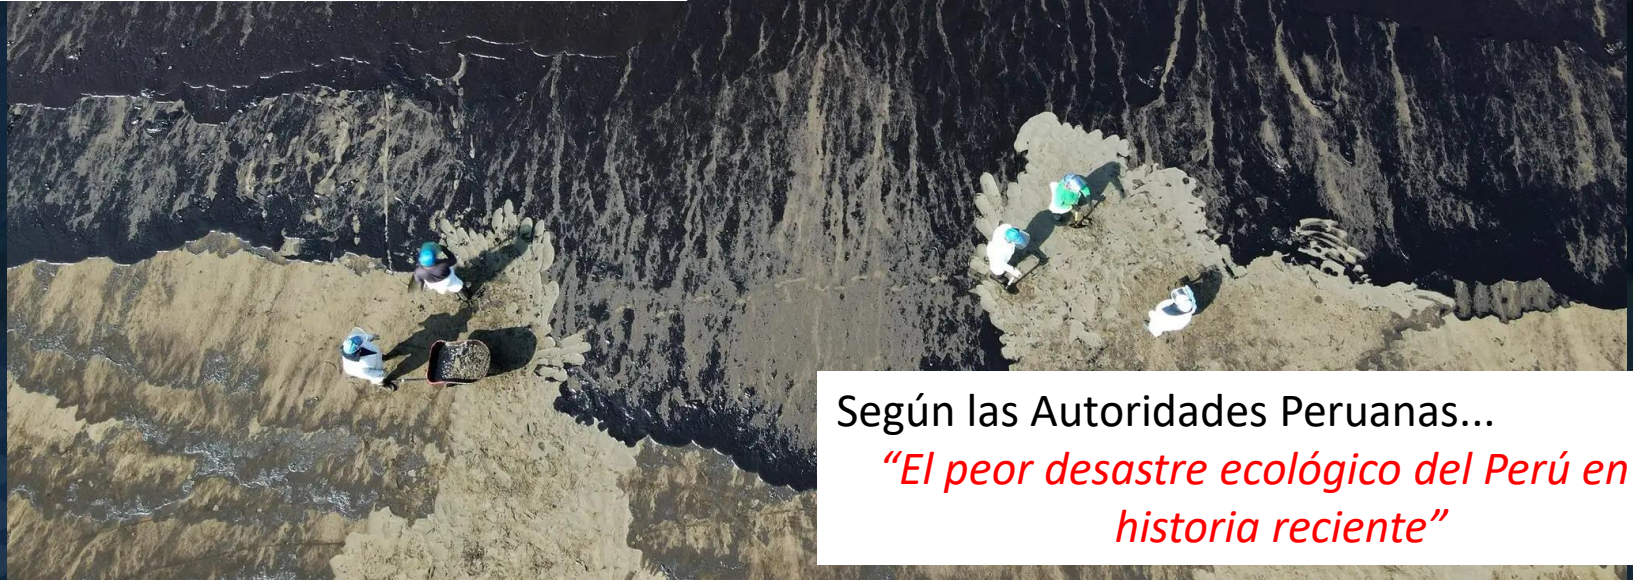 Según las Autoridades Peruanas...
“El peor desastre ecológico del Perú en
historia reciente”